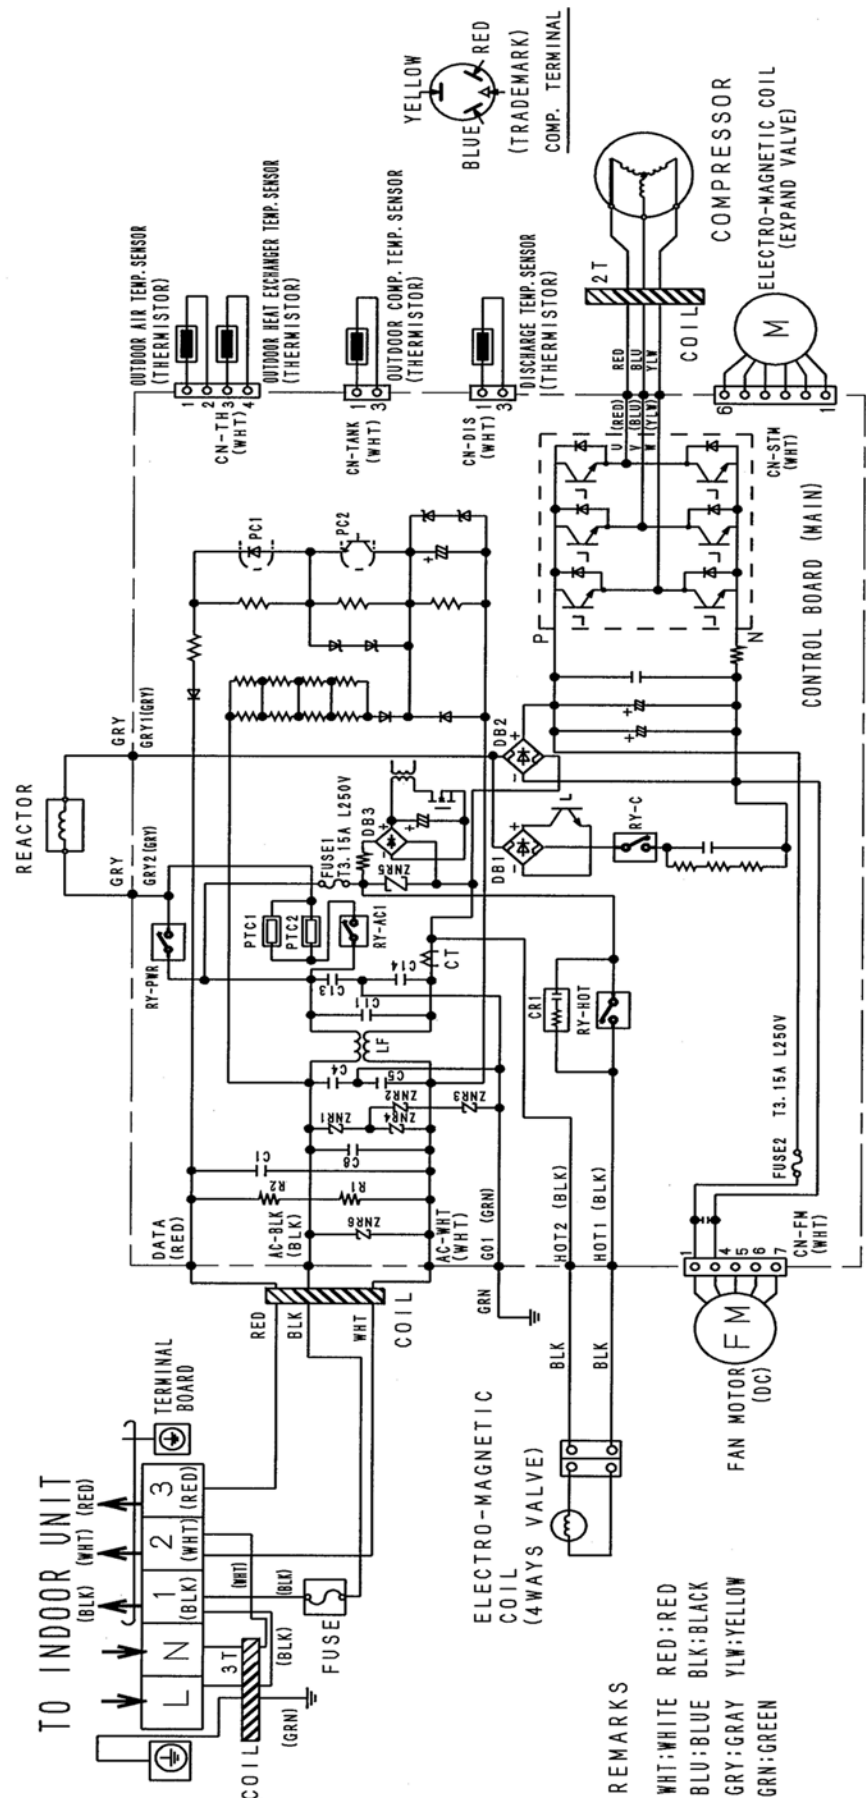 TO INDOOR UNIT
(BLK) (WHT) (RED)
L N 1 2 3
(BLK) (WHT) (RED)
TERMINAL
BOARD
COIL
3T
(GRN)
(BLK)
(WHT)
(BLK)
FUSE
RED
BLK
WHT
COIL
DATA
(RED)
AC-BLK
(BLK)
AC-WHT
(WHT)
G01 (GRN)
GRN
HOT2 (BLK)
HOT1 (BLK)
BLK
BLK
ELECTRO-MAGNETIC
COIL
(4WAYS VALVE)
FAN MOTOR
(DC)
FM
1
4
5
6
7
CN-FM
(WHT)
FUSE2 T3.15A L250V
REACTOR
GRY
GRY2(GRY)
GRY
GRY1(GRY)
RY-PWR
PTC1
PTC2
RY-AC1
FUSE1
T3.15A L250V
DB3
ZNR5
C13
C14
C11
CT
LF
C4
C5
ZNR1
ZNR2
ZNR4
ZNR3
C8
C1
R2
R1
ZNR6
CR1
RY-HOT
DB1
DB2
RY-C
PC1
PC2
P
N
CONTROL BOARD (MAIN)
U (RED)
V (BLU)
W (YLW)
RED
BLU
YLW
2T
COIL
COMPRESSOR
CN-STM
(WHT)
6
1
M
ELECTRO-MAGNETIC COIL
(EXPAND VALVE)
OUTDOOR AIR TEMP.SENSOR
(THERMISTOR)
1
2
3
4
CN-TH
(WHT)
OUTDOOR HEAT EXCHANGER TEMP.SENSOR
(THERMISTOR)
1
3
CN-TANK
(WHT)
OUTDOOR COMP.TEMP.SENSOR
(THERMISTOR)
1
3
CN-DIS
(WHT)
DISCHARGE TEMP.SENSOR
(THERMISTOR)
YELLOW
RED
BLUE
(TRADEMARK)
COMP. TERMINAL
REMARKS
WHT:WHITE RED:RED
BLU:BLUE BLK:BLACK
GRY:GRAY YLW:YELLOW
GRN:GREEN